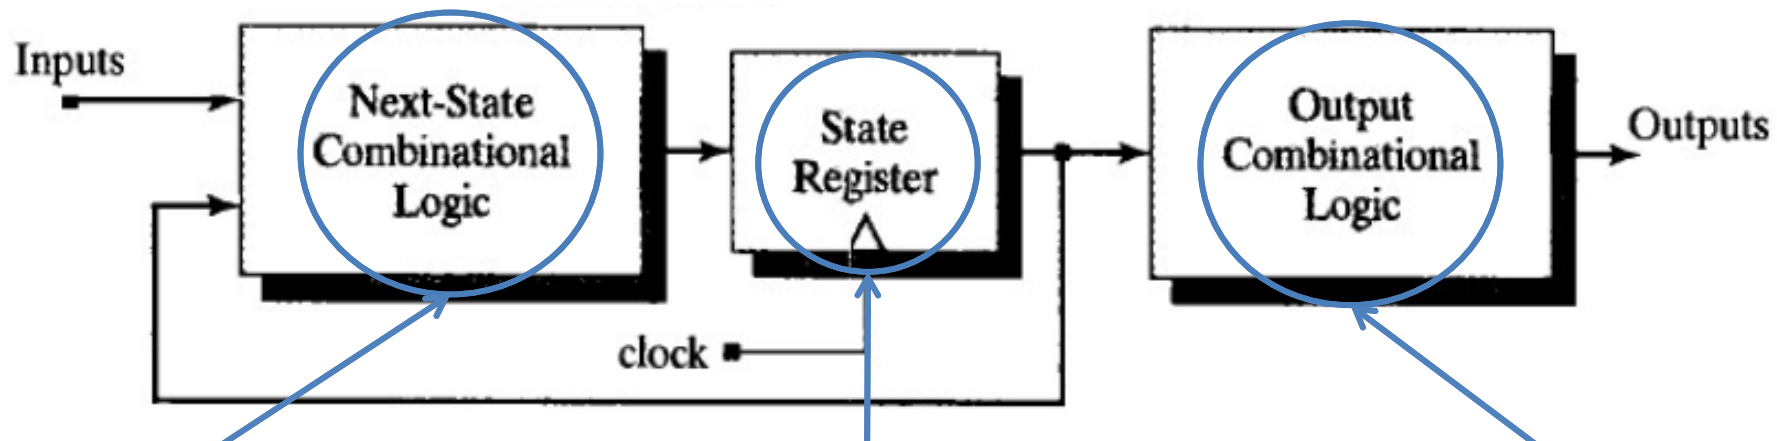 Inputs
Next-State
Combinational
Logic
State
Register
clock
Output
Combinational
Logic
Outputs